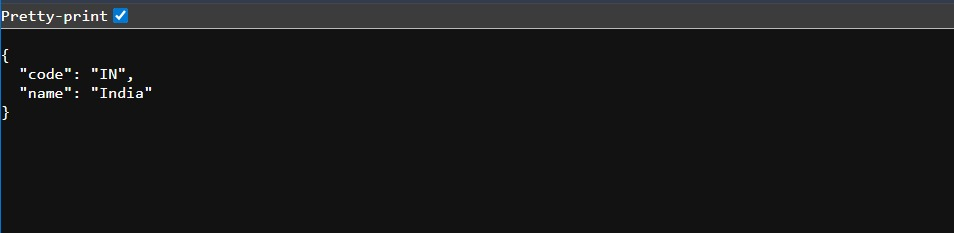 Pretty-print
{
  "code": "IN",
  "name": "India"
}